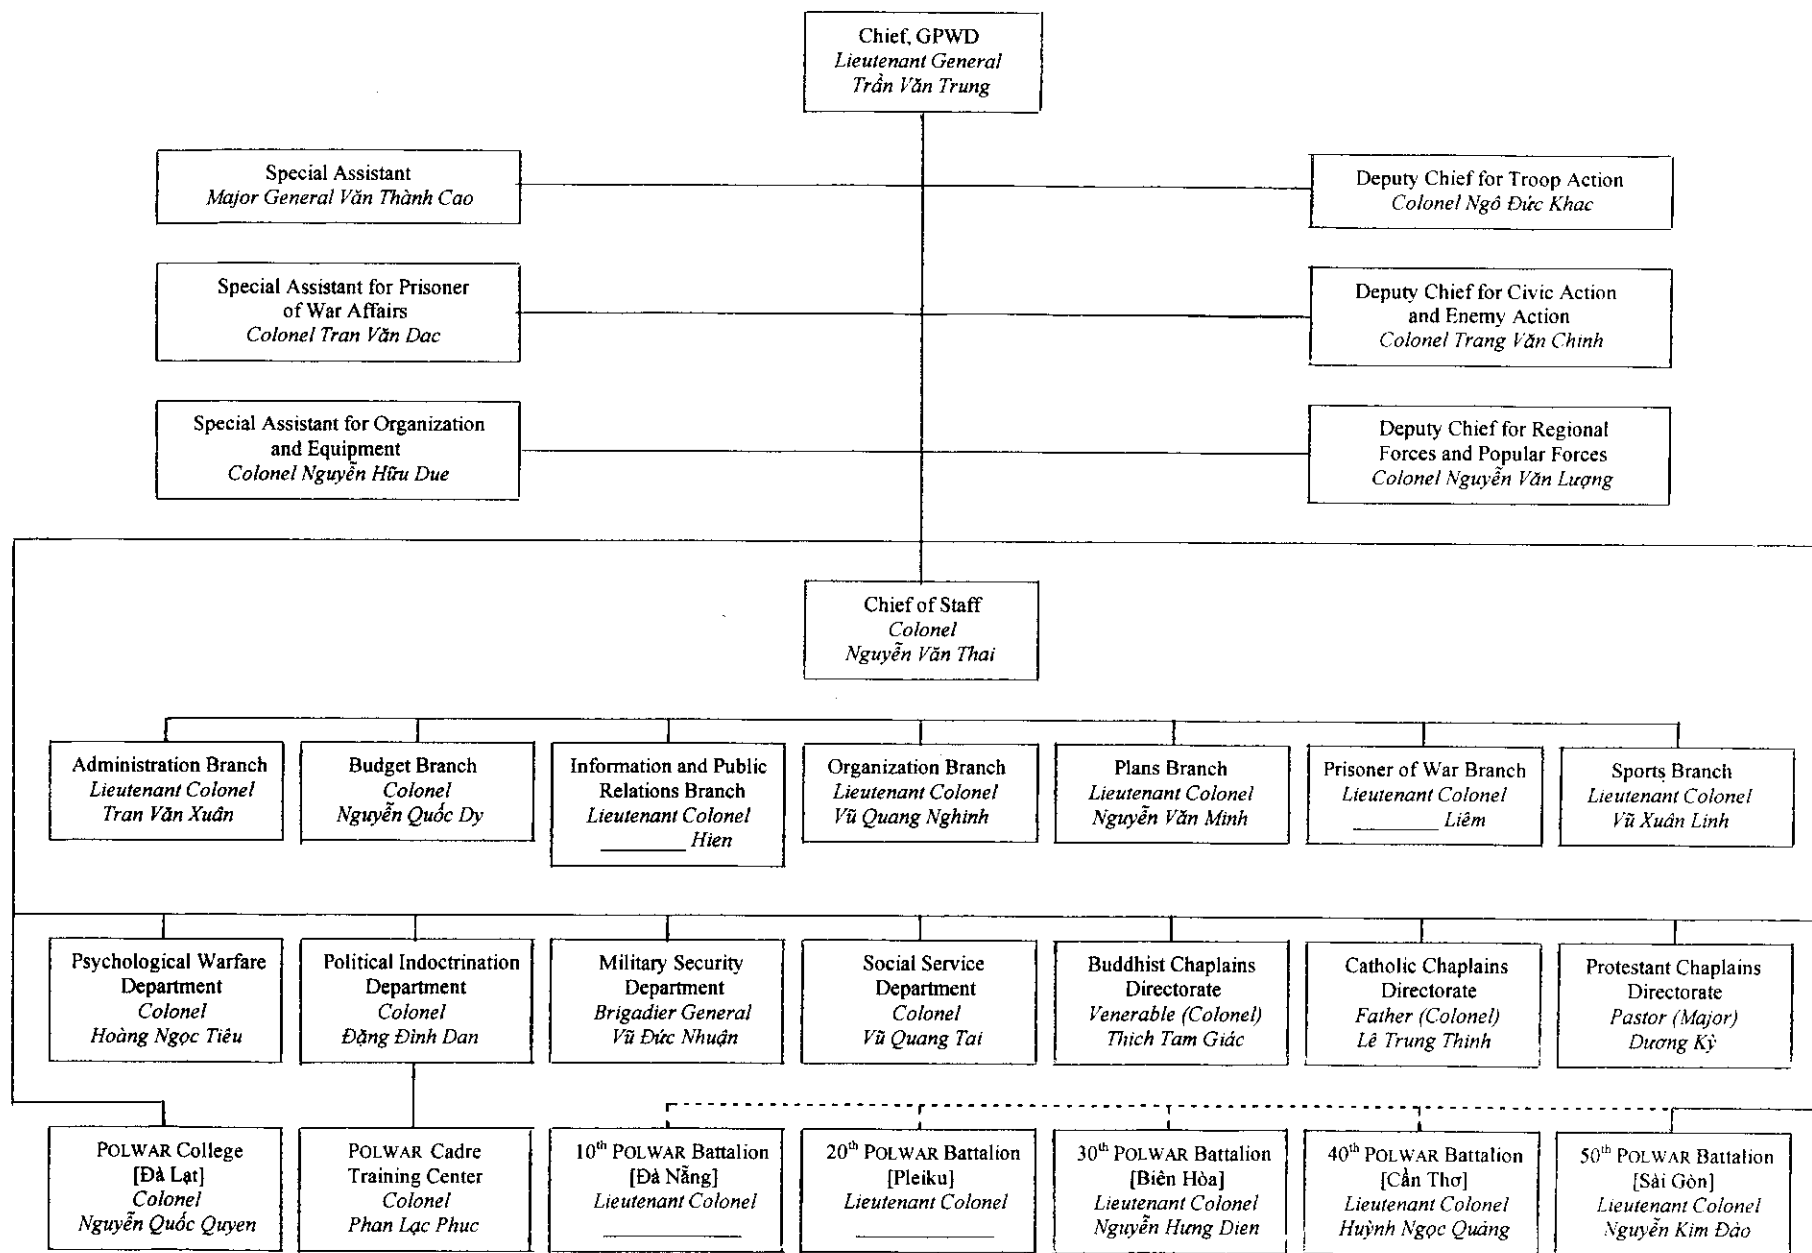 Chief, GPWD
Lieutenant General
Trần Văn Trung
Special Assistant
Major General Văn Thành Cao
Deputy Chief for Troop Action
Colonel Ngô Đức Khac
Special Assistant for Prisoner
of War Affairs
Colonel Tran Văn Dac
Deputy Chief for Civic Action
and Enemy Action
Colonel Trang Văn Chinh
Special Assistant for Organization
and Equipment
Colonel Nguyễn Hữu Due
Deputy Chief for Regional
Forces and Popular Forces
Colonel Nguyễn Văn Lượng
Chief of Staff
Colonel
Nguyễn Văn Thai
Administration Branch
Lieutenant Colonel
Tran Văn Xuân
Budget Branch
Colonel
Nguyễn Quốc Dy
Information and Public
Relations Branch
Lieutenant Colonel
________ Hien
Organization Branch
Lieutenant Colonel
Vũ Quang Nghinh
Plans Branch
Lieutenant Colonel
Nguyễn Văn Minh
Prisoner of War Branch
Lieutenant Colonel
________ Liêm
Sports Branch
Lieutenant Colonel
Vũ Xuân Linh
Psychological Warfare
Department
Colonel
Hoàng Ngọc Tiêu
Political Indoctrination
Department
Colonel
Đặng Đình Dan
Military Security
Department
Brigadier General
Vũ Đức Nhuận
Social Service
Department
Colonel
Vũ Quang Tai
Buddhist Chaplains
Directorate
Venerable (Colonel)
Thich Tam Giác
Catholic Chaplains
Directorate
Father (Colonel)
Lê Trung Thinh
Protestant Chaplains
Directorate
Pastor (Major)
Dương Kỳ
POLWAR College
[Đà Lạt]
Colonel
Nguyễn Quốc Quyen
POLWAR Cadre
Training Center
Colonel
Phan Lạc Phuc
10th POLWAR Battalion
[Đà Nẵng]
Lieutenant Colonel
________________
20th POLWAR Battalion
[Pleiku]
Lieutenant Colonel
________________
30th POLWAR Battalion
[Biên Hòa]
Lieutenant Colonel
Nguyễn Hung Dien
40th POLWAR Battalion
[Cần Thơ]
Lieutenant Colonel
Huỳnh Ngọc Quảng
50th POLWAR Battalion
[Sài Gòn]
Lieutenant Colonel
Nguyễn Kim Đào